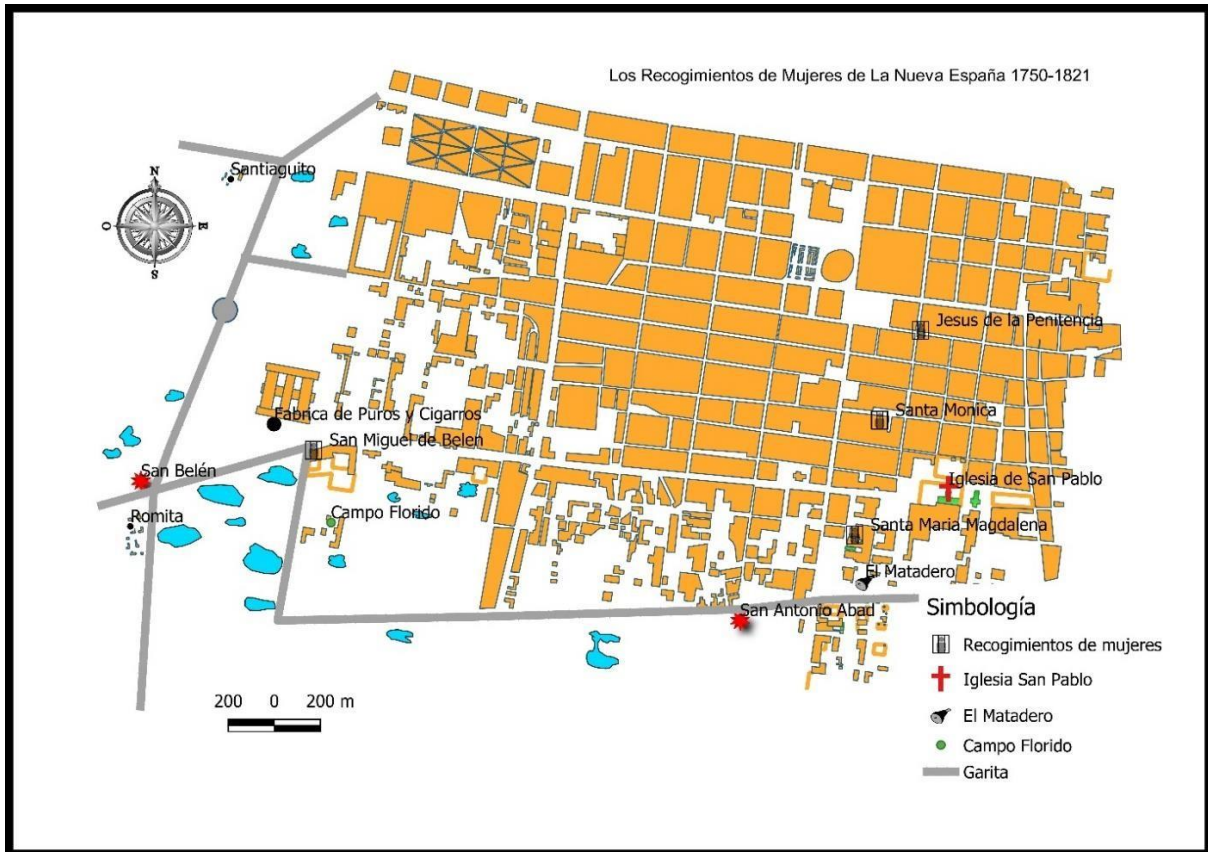 Los Recogimientos de Mujeres de La Nueva España 1750-1821
Santiaguito
N
O
E
S
Jesus de la Penitencia
Fabrica de Puros y Cigarros
Santa Monica
San Miguel de Belen
San Belén
Iglesia de San Pablo
Romita
Campo Florido
Santa Maria Magdalena
El Matadero
San Antonio Abad
Simbología
Recogimientos de mujeres
Iglesia San Pablo
El Matadero
Campo Florido
Garita
200 0 200 m